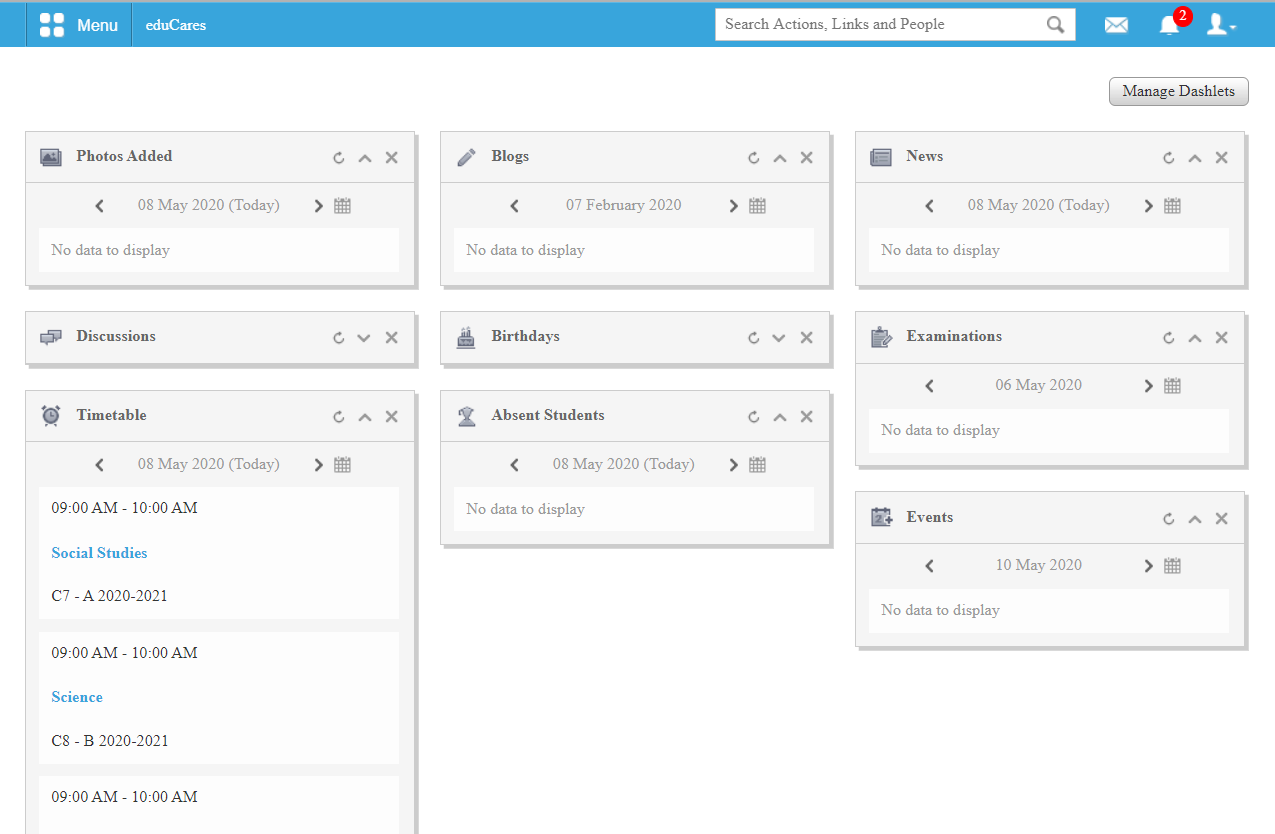 Menu
eduCares
Search Actions, Links and People
2
Manage Dashlets
Photos Added
08 May 2020 (Today)
No data to display
Discussions
Timetable
08 May 2020 (Today)
09:00 AM - 10:00 AM
Social Studies
C7 - A 2020-2021
09:00 AM - 10:00 AM
Science
C8 - B 2020-2021
09:00 AM - 10:00 AM
Blogs
07 February 2020
No data to display
Birthdays
Absent Students
08 May 2020 (Today)
No data to display
News
08 May 2020 (Today)
No data to display
Examinations
06 May 2020
No data to display
Events
10 May 2020
No data to display